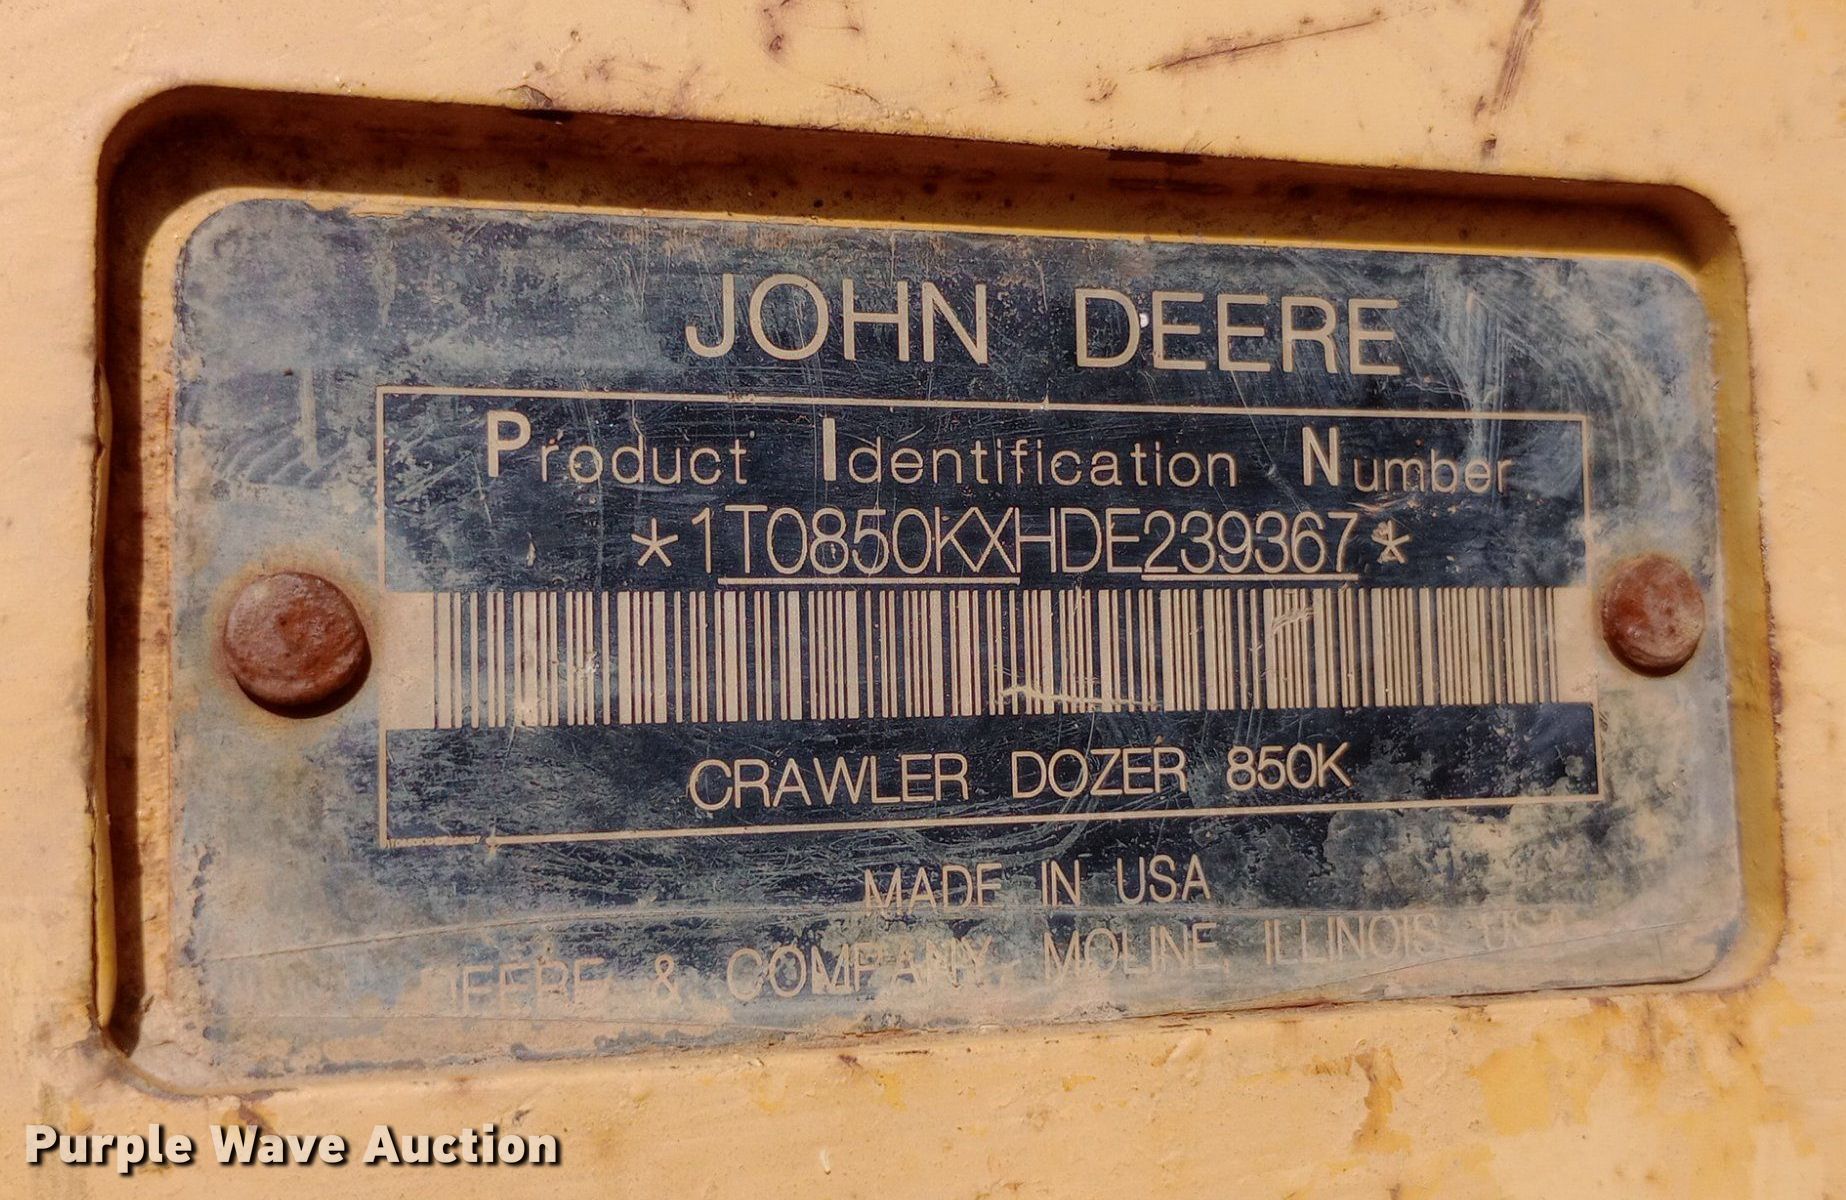 JOHN DEERE
Product Identification Number
*1T0850KXHDE239367*
CRAWLER DOZER 850K
MADE IN USA
DEERE & COMPANY, MOLINE, ILLINOIS USA
Purple Wave Auction